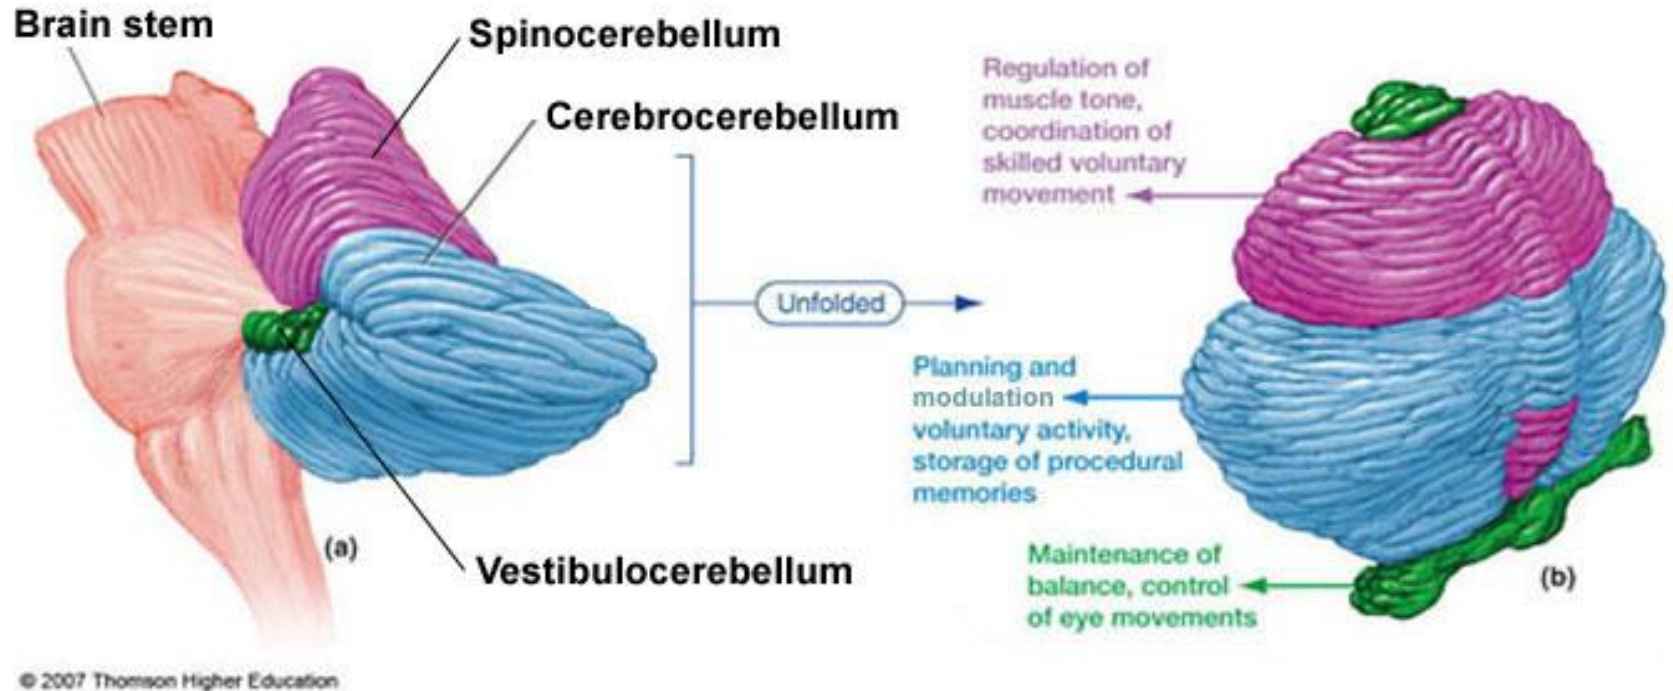 Brain stem
Spinocerebellum
Cerebrocerebellum
Vestibulocerebellum
(a)
Unfolded
Regulation of
muscle tone,
coordination of
skilled voluntary
movement
Planning and
modulation
voluntary activity,
storage of procedural
memories
Maintenance of
balance, control
of eye movements
(b)
© 2007 Thomson Higher Education